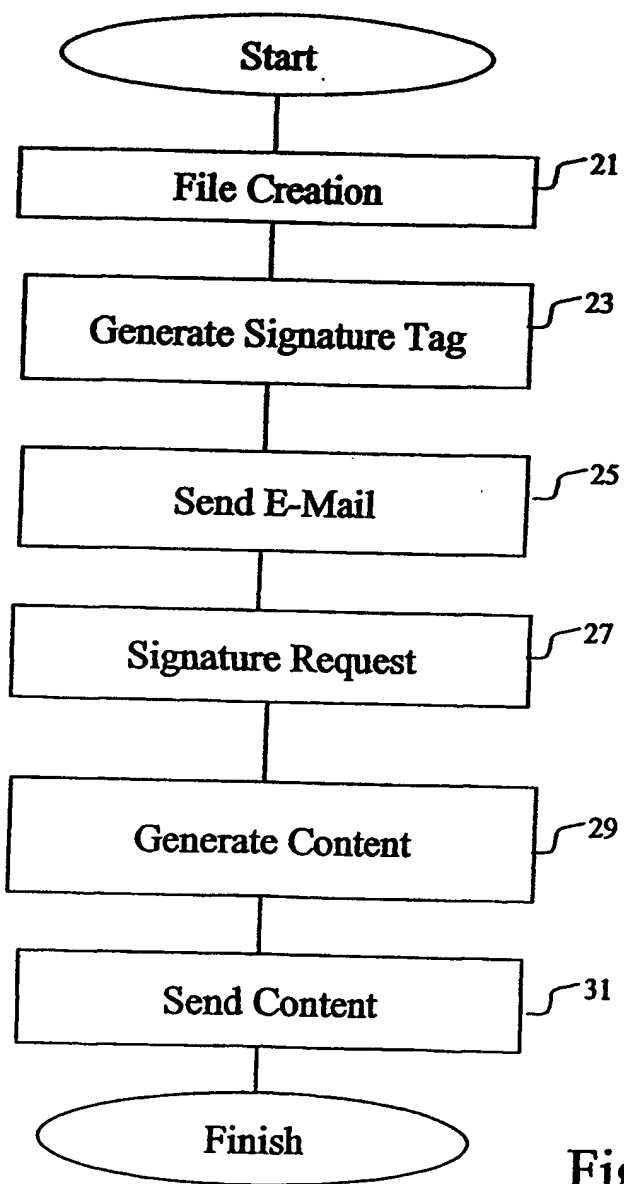 Start
File Creation
21
Generate Signature Tag
23
Send E-Mail
25
Signature Request
27
Generate Content
29
Send Content
31
Finish
Fig